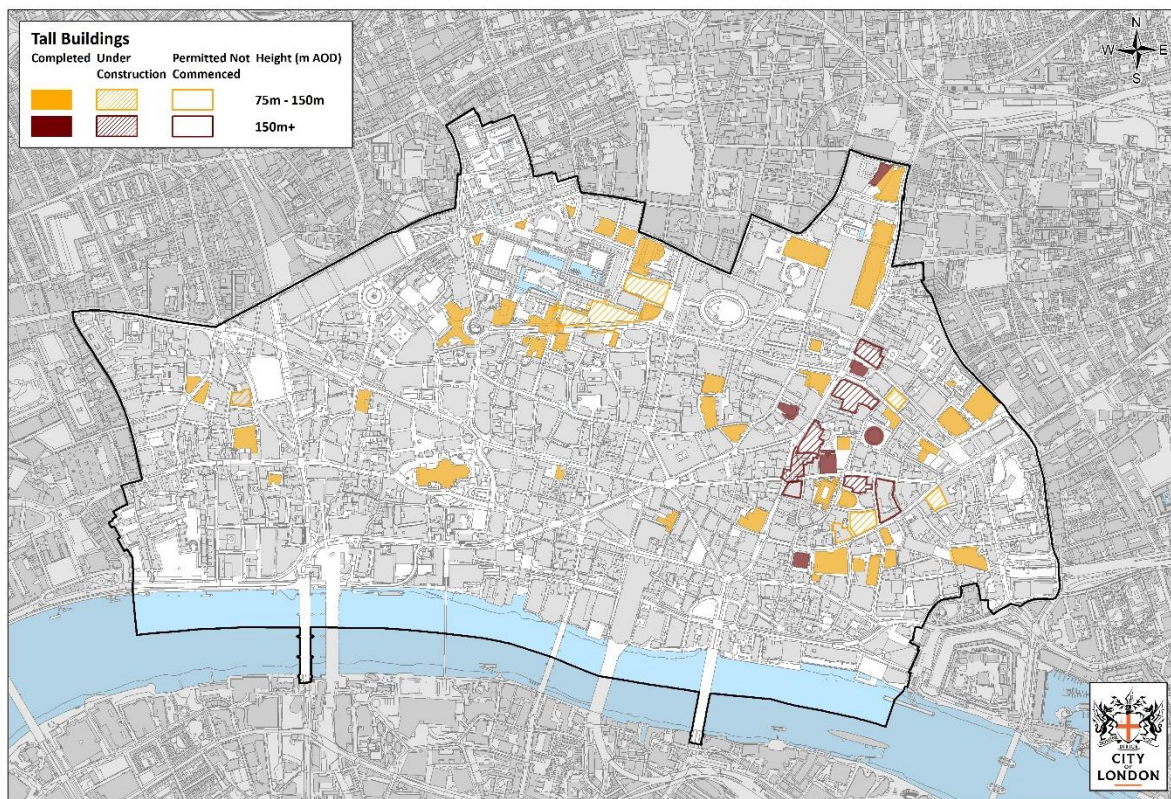 Tall Buildings
Completed Under Construction Permitted Not Commenced Height (m AOD)
75m - 150m
150m+
N
W E
S
CITY
OF
LONDON